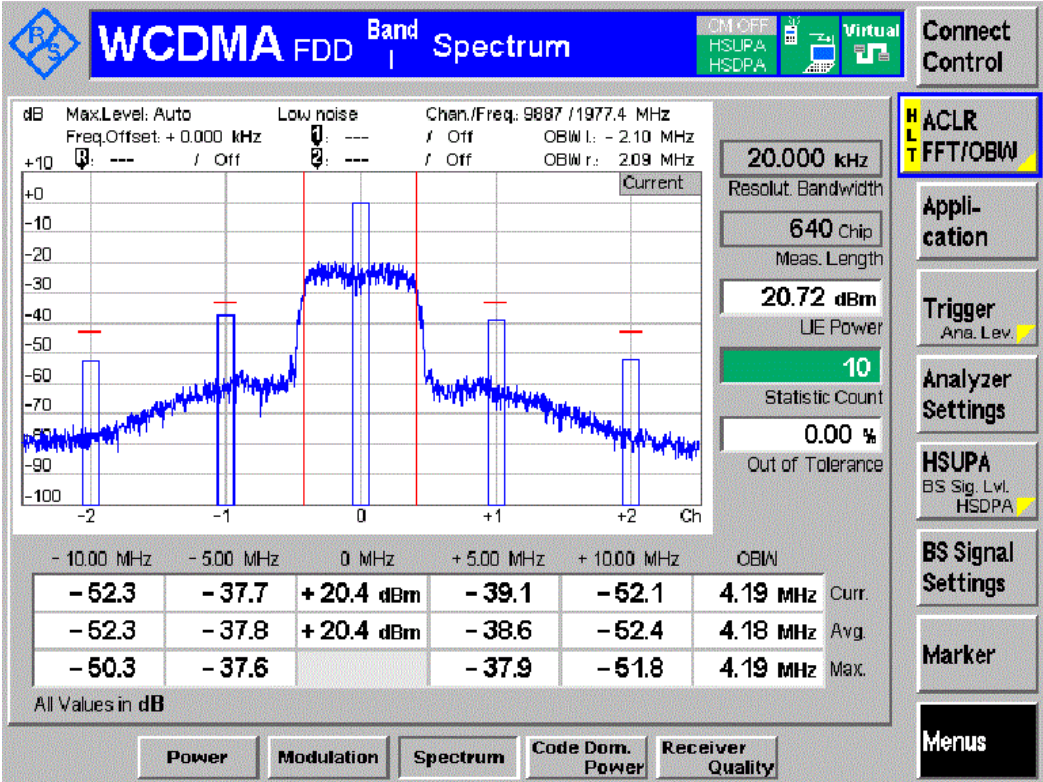 R S
WCDMA FDD Band I Spectrum
CM OFF
HSUPA
HSDPA
Virtual
Connect
Control
dB Max.Level: Auto Low noise Chan./Freq.: 9887 / 1977.4 MHz
Freq.Offset: + 0.000 kHz 1: --- / Off OBW l.: - 2.10 MHz
+10 R: --- / Off 2: --- / Off OBW r.: 2.09 MHz
Current
+0
-10
-20
-30
-40
-50
-60
-70
-80
-90
-100
-2 -1 0 +1 +2 Ch
20.000 kHz
Resolut. Bandwidth
640 Chip
Meas. Length
20.72 dBm
UE Power
10
Statistic Count
0.00 %
Out of Tolerance
- 10.00 MHz - 5.00 MHz 0 MHz + 5.00 MHz + 10.00 MHz OBW
- 52.3 - 37.7 + 20.4 dBm - 39.1 - 52.1 4.19 MHz Curr.
- 52.3 - 37.8 + 20.4 dBm - 38.6 - 52.4 4.18 MHz Avg.
- 50.3 - 37.6 - 37.9 - 51.8 4.19 MHz Max.
All Values in dB
HLT
ACLR
FFT/OBW
Appli-
cation
Trigger
Ana. Lev.
Analyzer
Settings
HSUPA
BS Sig. Lvl.
HSDPA
BS Signal
Settings
Marker
Menus
Power
Modulation
Spectrum
Code Dom.
Power
Receiver
Quality